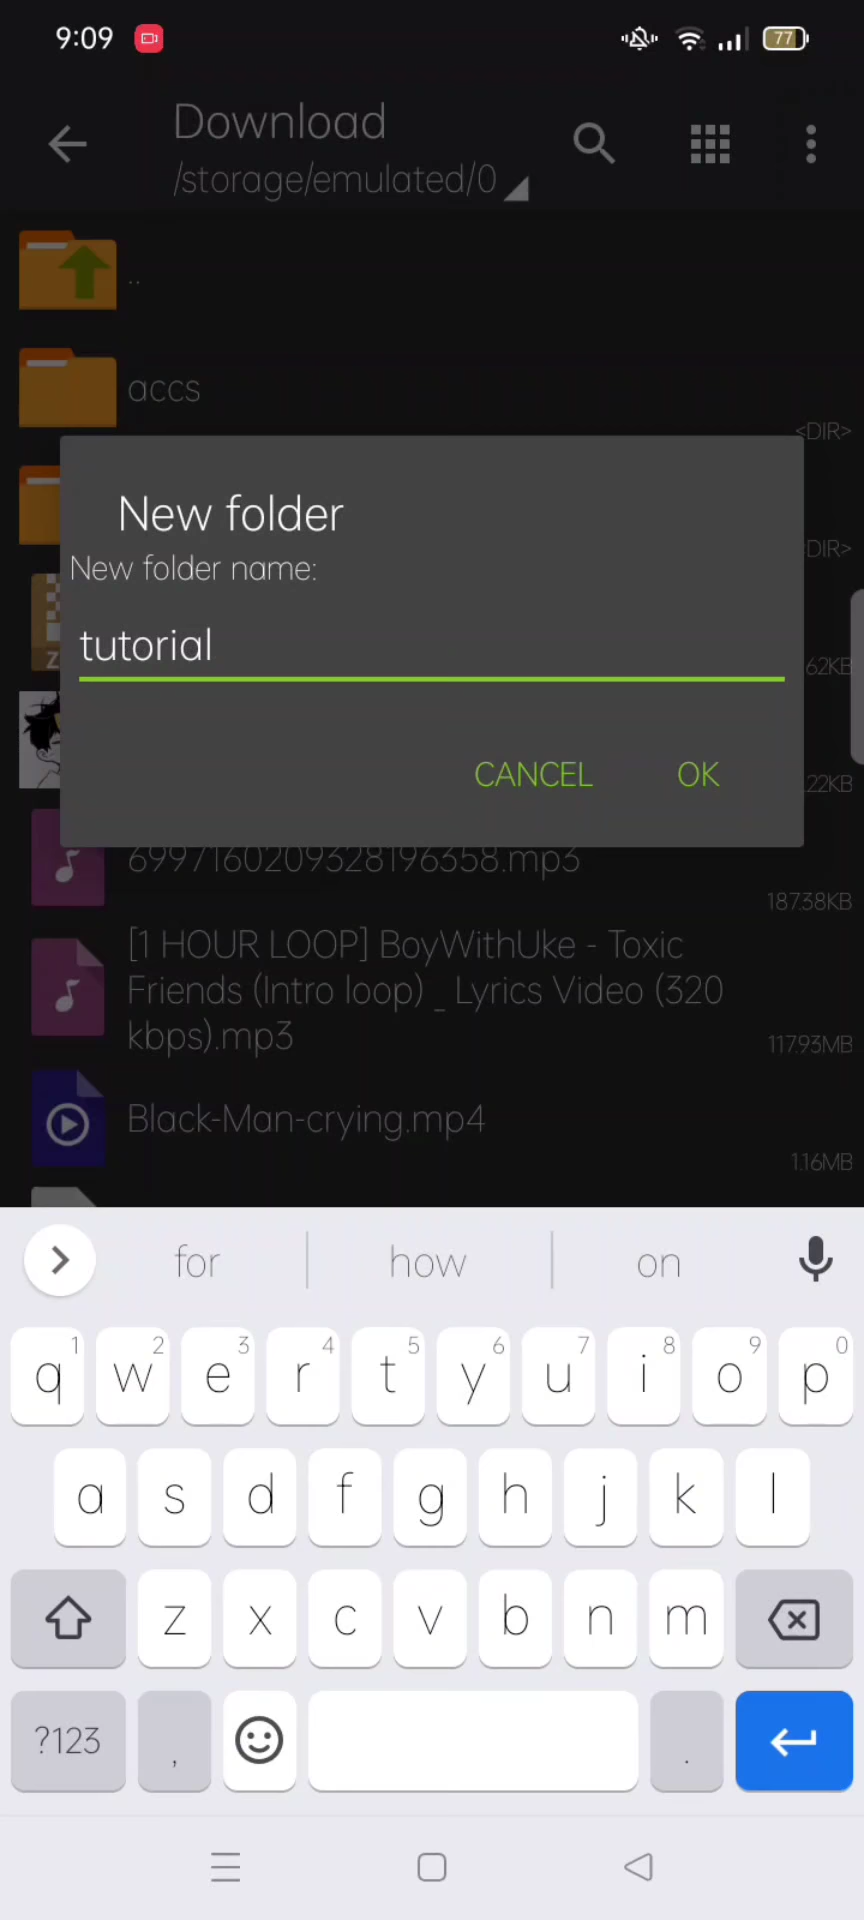 9:09
77
Download
/storage/emulated/0
..
accs
<DIR>
New folder
<DIR>
New folder name:
Z
tutorial
62KB
CANCEL OK
.22KB
6997160209328196358.mp3
187.38KB
[1 HOUR LOOP] BoyWithUke - Toxic
Friends (Intro loop) _ Lyrics Video (320
kbps).mp3
117.93MB
Black-Man-crying.mp4
1.16MB
for how on
1 2 3 4 5 6 7 8 9 0
q w e r t y u i o p
a s d f g h j k l
z x c v b n m
?123 , .